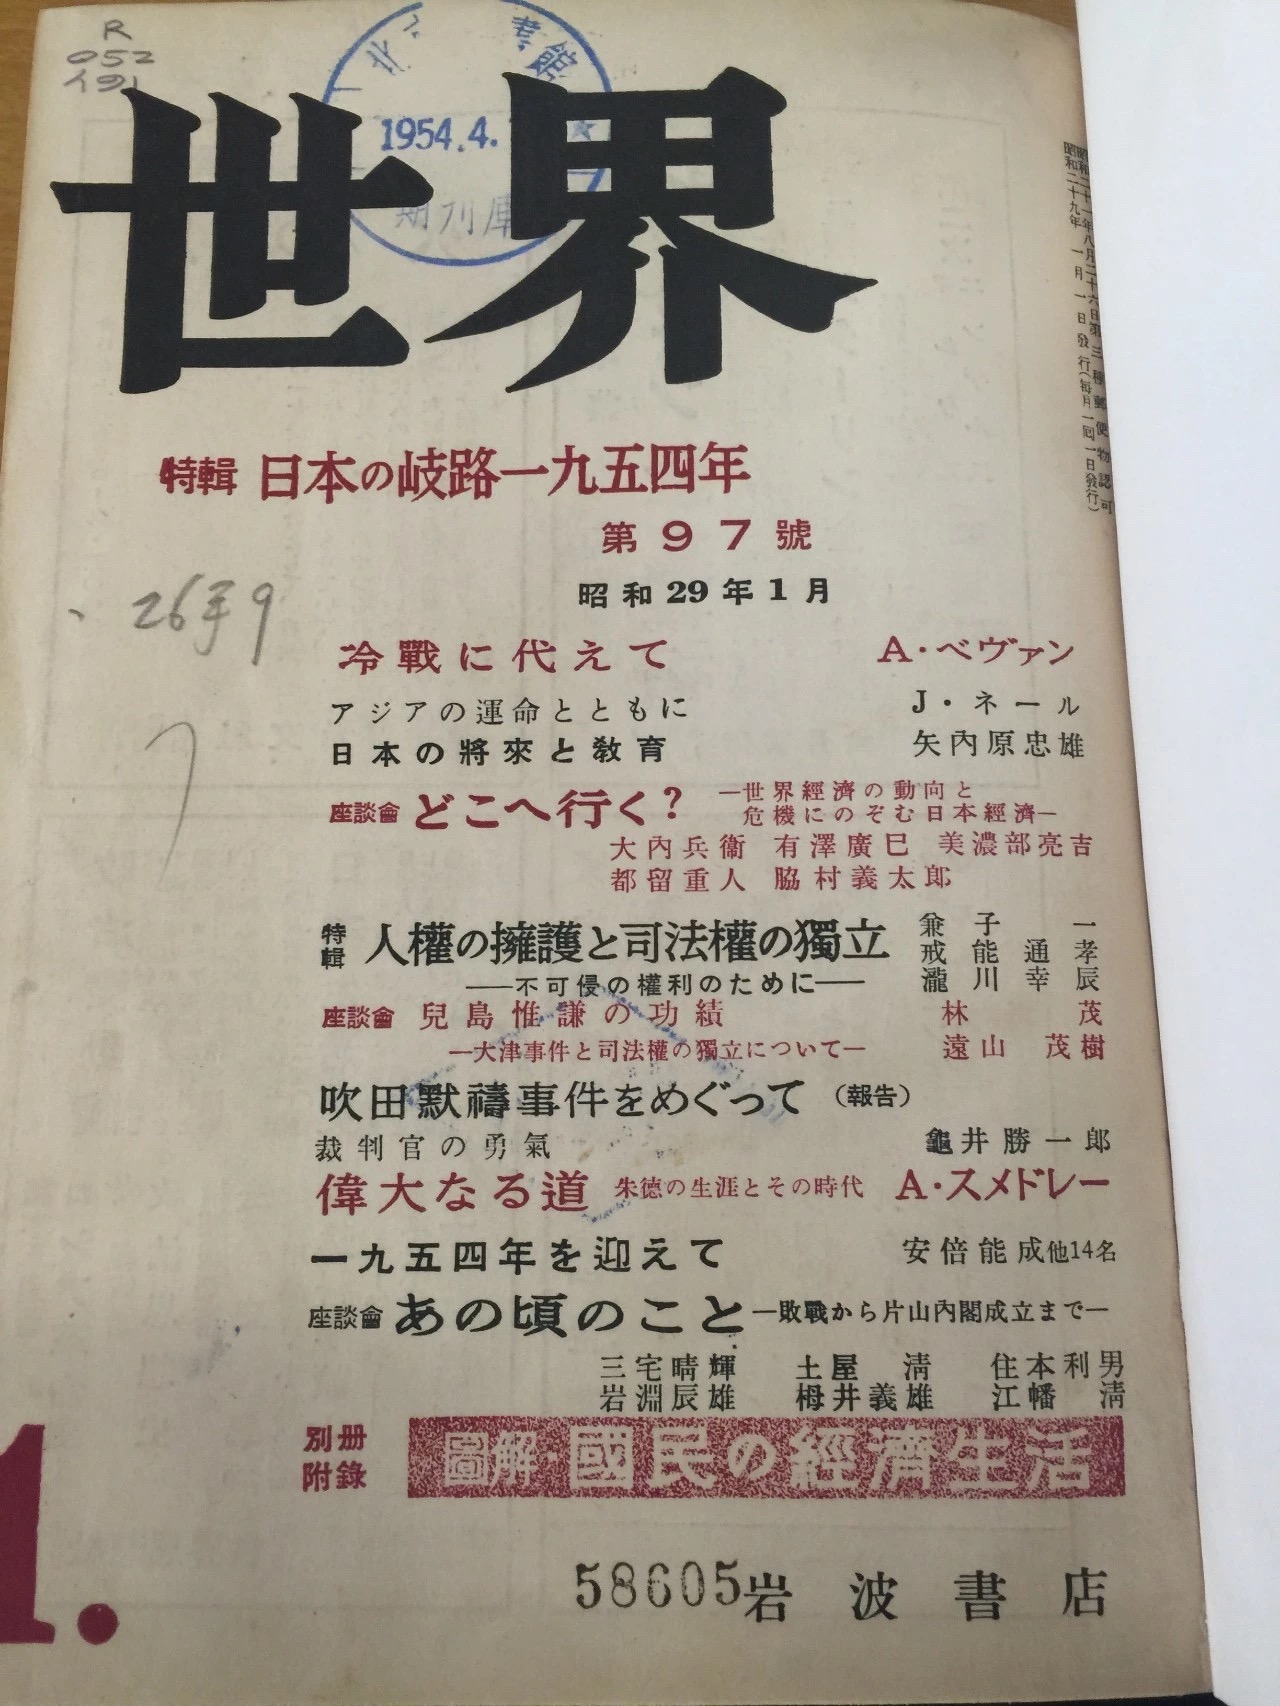 R
052
世界
1954.4.
期刊庫
昭和二十一年八月二十六日第三種郵便物認可
昭和二十九年一月一日發行(毎月一回一日發行)
特輯 日本の岐路一九五四年
第97號
昭和29年1月
冷戰に代えて A・ベヴァン
アジアの運命とともに J・ネール
日本の將來と敎育 矢內原忠雄
座談會 どこへ行く? ―世界經濟の動向と
危機にのぞむ日本經濟―
大內兵衞 有澤廣巳 美濃部亮吉
都留重人 脇村義太郎
特輯 人權の擁護と司法權の獨立 兼子一
戒能通孝
―不可侵の權利のために― 瀧川幸辰
座談會 兒島惟謙の功績 林茂
―大津事件と司法權の獨立について― 遠山茂樹
吹田默禱事件をめぐって (報告)
裁判官の勇氣 龜井勝一郎
偉大なる道 朱德の生涯とその時代 A・スメドレー
一九五四年を迎えて 安倍能成他14名
座談會 あの頃のこと ―敗戰から片山內閣成立まで―
三宅晴輝 土屋淸 住本利男
岩淵辰雄 栂井義雄 江幡淸
別册附錄 圖解・國民の經濟生活
58605 岩波書店
1.